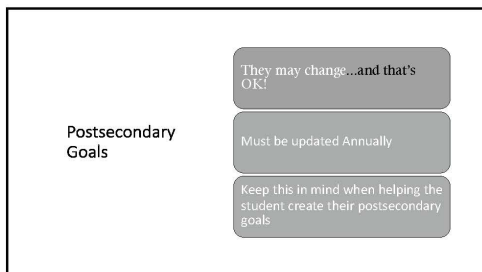 Postsecondary
Goals
They may change...and that's
OK!
Must be updated Annually
Keep this in mind when helping the
student create their postsecondary
goals